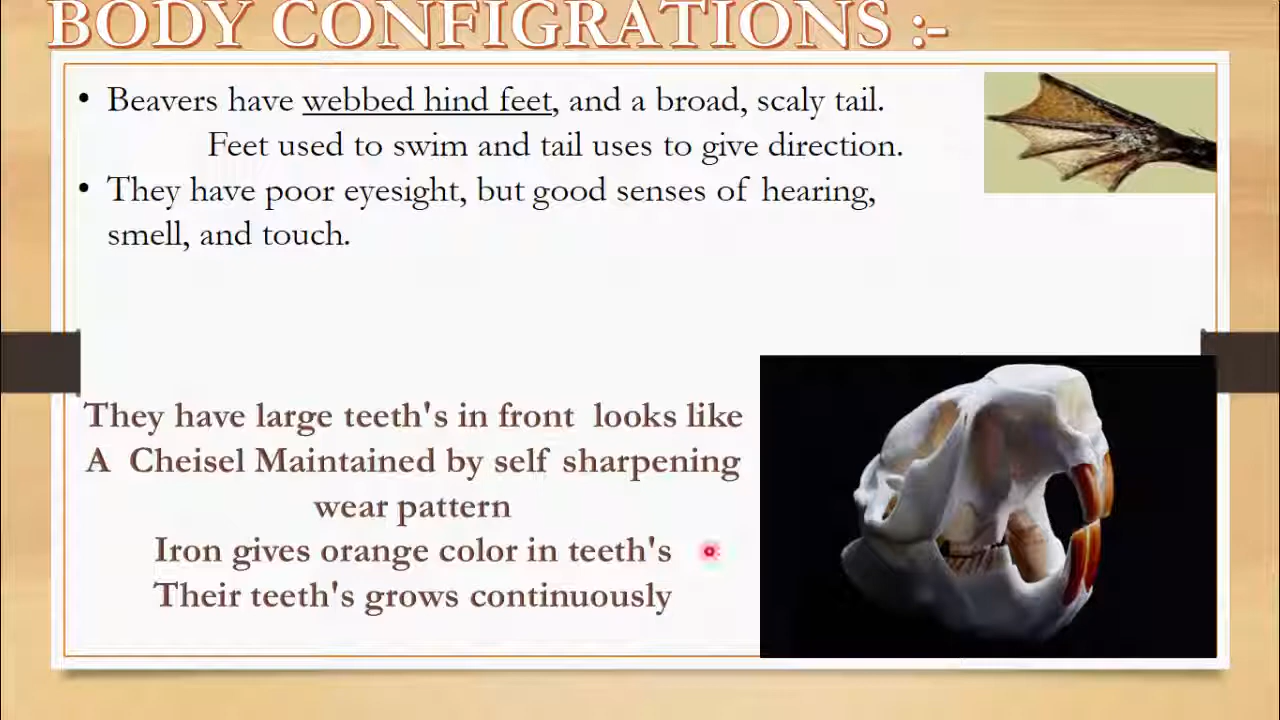 BODY CONFIGRATIONS :-
• Beavers have webbed hind feet, and a broad, scaly tail.
Feet used to swim and tail uses to give direction.
• They have poor eyesight, but good senses of hearing,
smell, and touch.
They have large teeth's in front looks like
A Cheisel Maintained by self sharpening
wear pattern
Iron gives orange color in teeth's
Their teeth's grows continuously